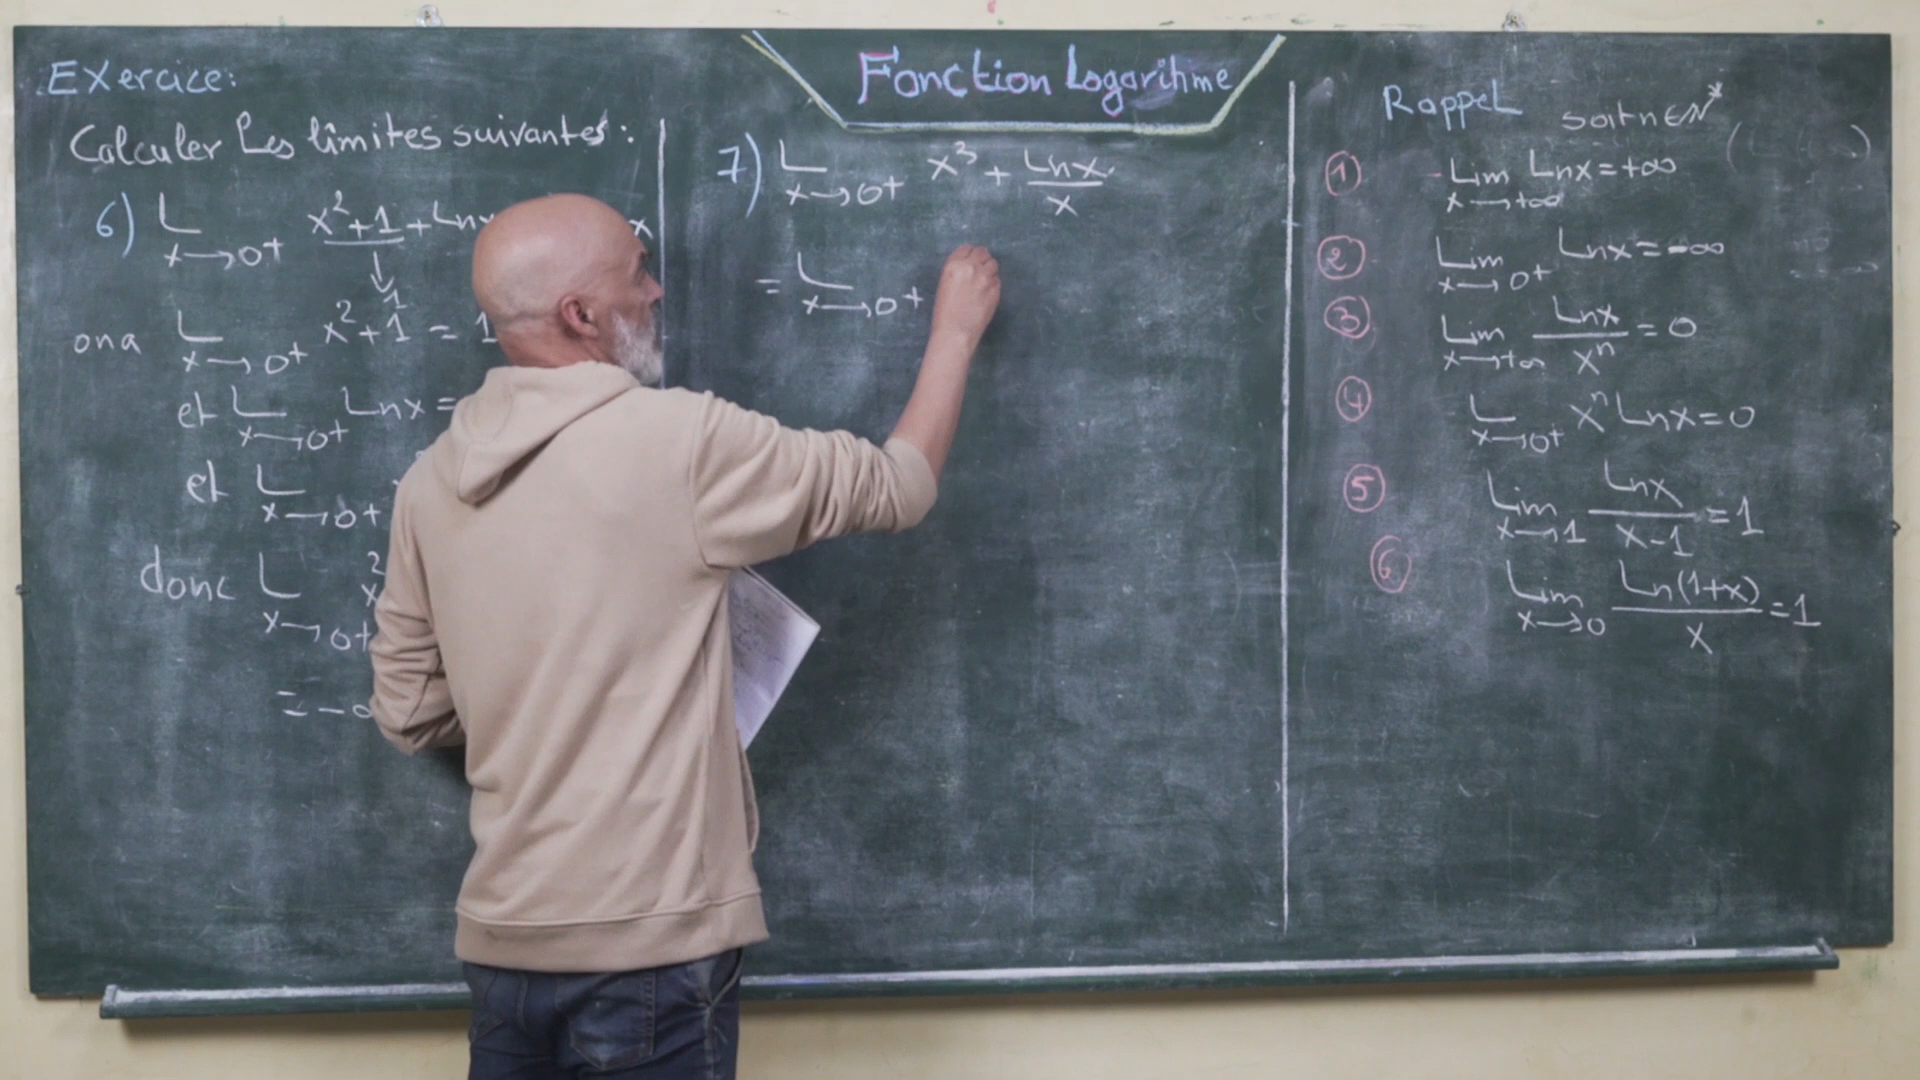 Exercice:
Calculer Les limites suivantes:
6) L x→0+ x²+1 + Lnx x
↓
1
ona L x→0+ x²+1 = 1
et L x→0+ Lnx =
et L x→0+
donc L x→0+ x²
= -
Fonction Logarithme
7) L x→0+ x³ + Lnx/x
= L x→0+
Rappel soit n∈N*
① Lim x→+∞ Lnx = +∞
② Lim x→0+ Lnx = -∞
③ Lim x→+∞ Lnx/xⁿ = 0
④ L x→0+ xⁿLnx = 0
⑤ Lim x→1 Lnx/x-1 = 1
⑥ Lim x→0 Ln(1+x)/x = 1